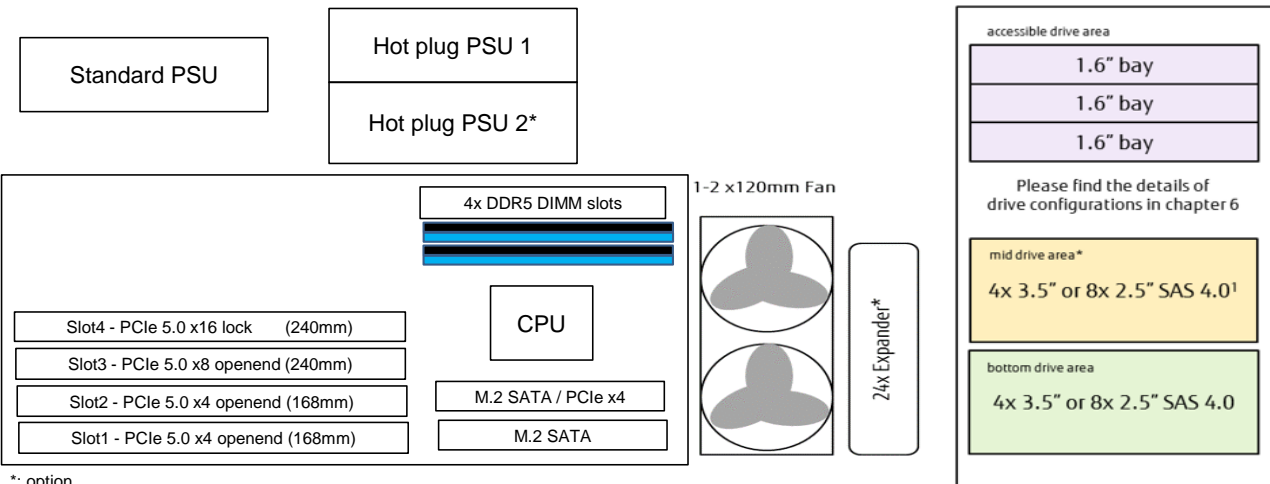 Standard PSU
Hot plug PSU 1
Hot plug PSU 2*
4x DDR5 DIMM slots
CPU
Slot4 - PCIe 5.0 x16 lock (240mm)
Slot3 - PCIe 5.0 x8 openend (240mm)
Slot2 - PCIe 5.0 x4 openend (168mm)
Slot1 - PCIe 5.0 x4 openend (168mm)
M.2 SATA / PCIe x4
M.2 SATA
1-2 x120mm Fan
24x Expander*
accessible drive area
1.6" bay
1.6" bay
1.6" bay
Please find the details of
drive configurations in chapter 6
mid drive area*
4x 3.5" or 8x 2.5" SAS 4.0¹
bottom drive area
4x 3.5" or 8x 2.5" SAS 4.0
*: option